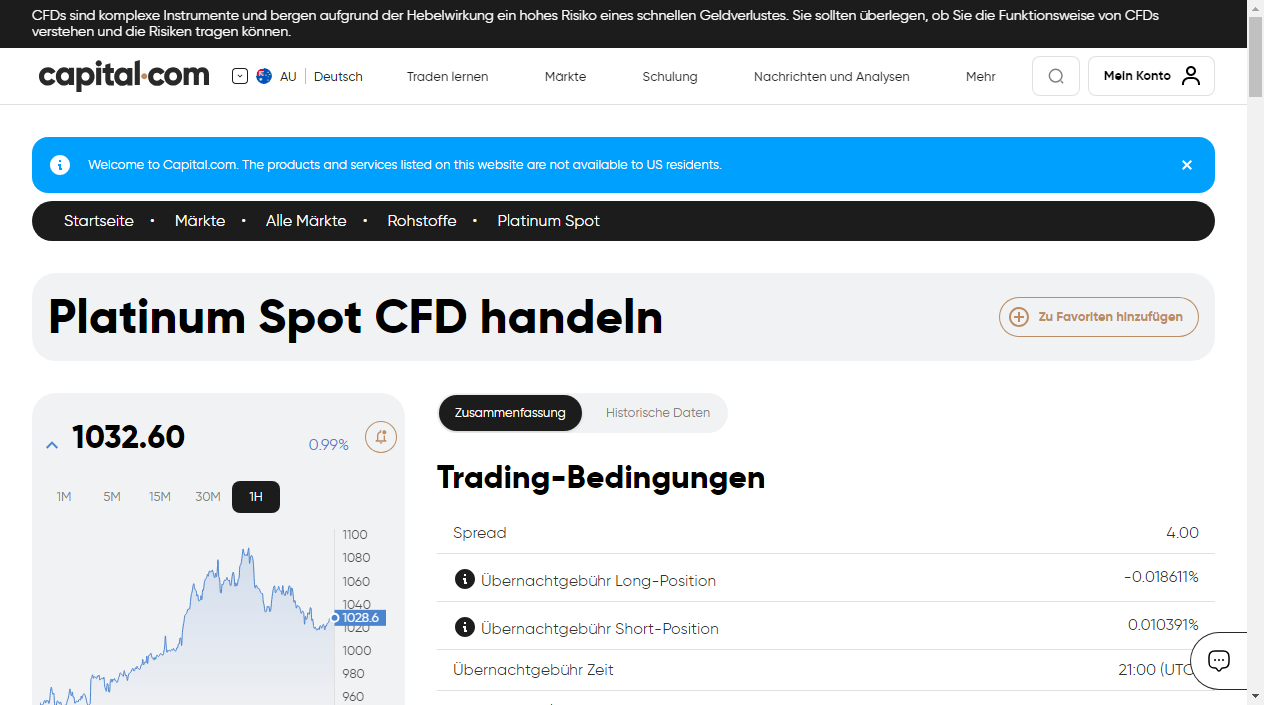 CFDs sind komplexe Instrumente und bergen aufgrund der Hebelwirkung ein hohes Risiko eines schnellen Geldverlustes. Sie sollten überlegen, ob Sie die Funktionsweise von CFDs
verstehen und die Risiken tragen können.
capital.com AU Deutsch Traden lernen Märkte Schulung Nachrichten und Analysen Mehr Mein Konto
Welcome to Capital.com. The products and services listed on this website are not available to US residents.
Startseite • Märkte • Alle Märkte • Rohstoffe • Platinum Spot
Platinum Spot CFD handeln
Zu Favoriten hinzufügen
1032.60
0.99%
1M 5M 15M 30M 1H
1100
1080
1060
1040
1028.6
1020
1000
980
960
Zusammenfassung Historische Daten
Trading-Bedingungen
Spread 4.00
Übernachtgebühr Long-Position -0.018611%
Übernachtgebühr Short-Position 0.010391%
Übernachtgebühr Zeit 21:00 (UTC